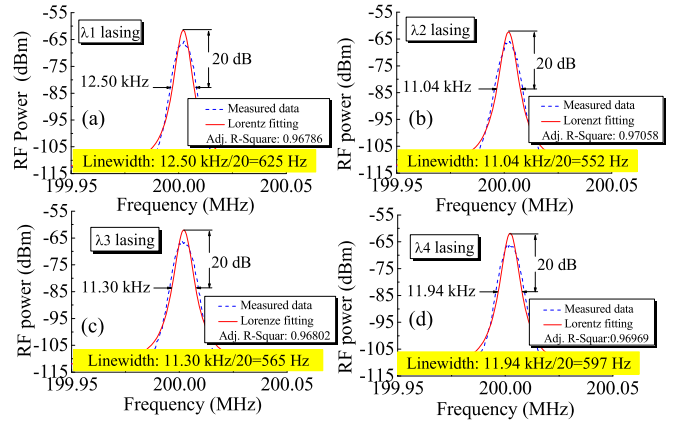 -55
-65
-75
-85
-95
-105
-115
RF Power (dBm)
λ1 lasing
20 dB
12.50 kHz
(a)
Measured data
Lorentz fitting
Adj. R-Square: 0.96786
Linewidth: 12.50 kHz/20=625 Hz
199.95
200.00
200.05
Frequency (MHz)
-55
-65
-75
-85
-95
-105
-115
RF power (dBm)
λ2 lasing
20 dB
11.04 kHz
(b)
Measured data
Lorenzt fitting
Adj. R-Square: 0.97058
Linewidth: 11.04 kHz/20=552 Hz
199.95
200.00
200.05
Frequency (MHz)
-55
-65
-75
-85
-95
-105
-115
RF power (dBm)
λ3 lasing
20 dB
11.30 kHz
(c)
Measured data
Lorenze fitting
Adj. R-Squar: 0.96802
Linewidth: 11.30 kHz/20=565 Hz
199.95
200.00
200.05
Frequency (MHz)
-55
-65
-75
-85
-95
-105
-115
RF power (dBm)
λ4 lasing
20 dB
11.94 kHz
(d)
Measured data
Lorentz fitting
Adj. R-Squar:0.96969
Linewidth: 11.94 kHz/20=597 Hz
199.95
200.00
200.05
Frequency (MHz)